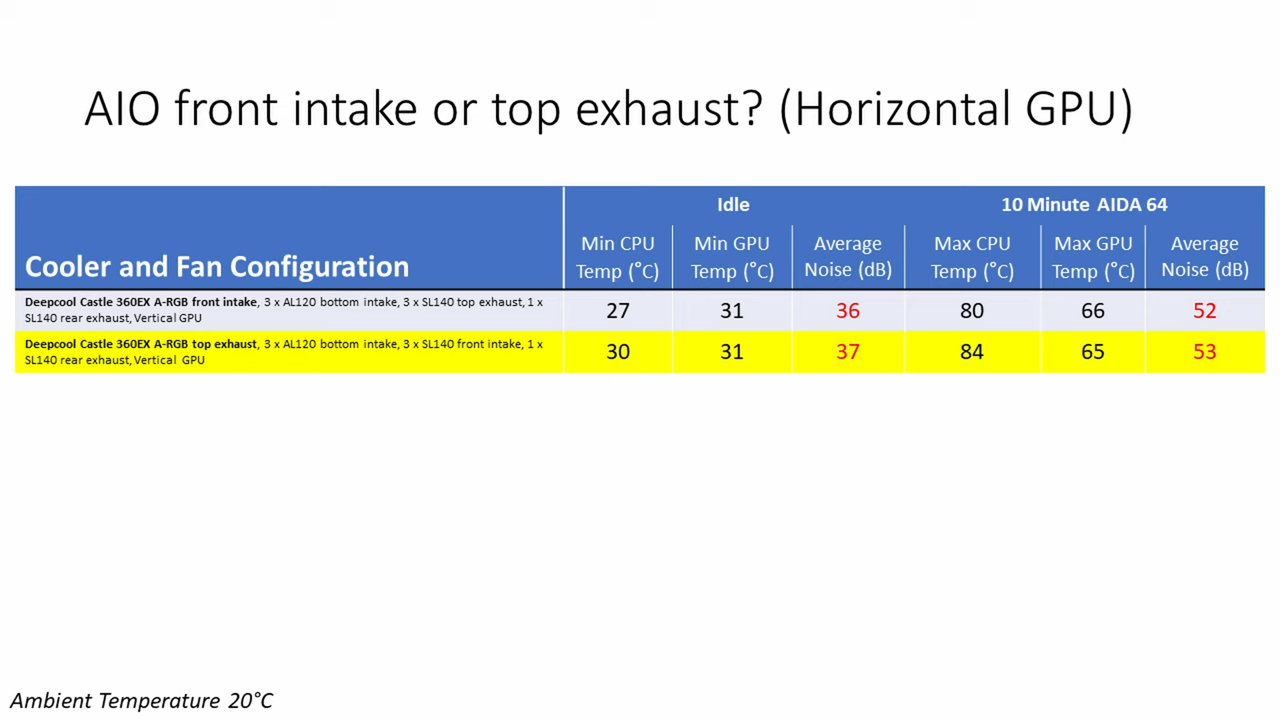 AIO front intake or top exhaust? (Horizontal GPU)
Idle
10 Minute AIDA 64
Cooler and Fan Configuration
Min CPU
Temp (°C)
Min GPU
Temp (°C)
Average
Noise (dB)
Max CPU
Temp (°C)
Max GPU
Temp (°C)
Average
Noise (dB)
Deepcool Castle 360EX A-RGB front intake, 3 x AL120 bottom intake, 3 x SL140 top exhaust, 1 x
SL140 rear exhaust, Vertical GPU
27
31
36
80
66
52
Deepcool Castle 360EX A-RGB top exhaust, 3 x AL120 bottom intake, 3 x SL140 front intake, 1 x
SL140 rear exhaust, Vertical GPU
30
31
37
84
65
53
Ambient Temperature 20°C